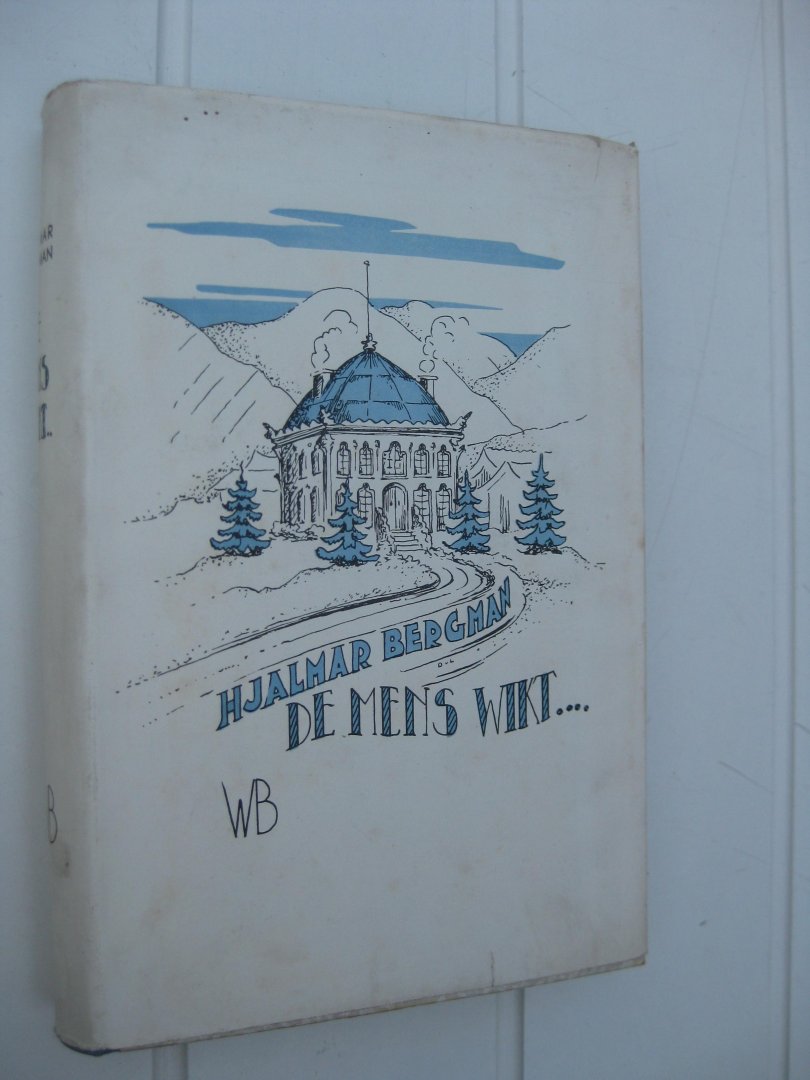 HJALMAR BERGMAN
DE MENS WIKT....
WB
B